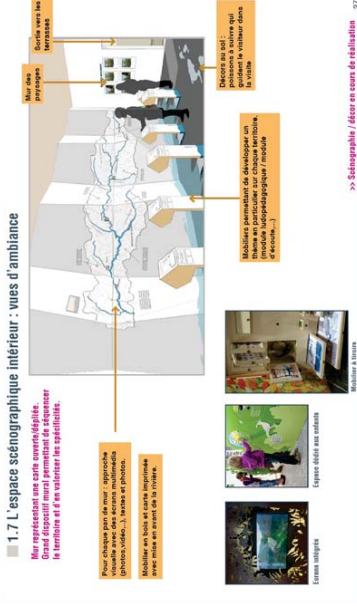 1.7 L'espace scénographique intérieur : vues d'ambiance
Mur représentant une carte ouverte/dépliée.
Grand dispositif mural permettant de séquencer
le territoire et d'en valoriser les spécificités.
Pour chaque pan de mur : approche
visuelle avec des écrans multimédia
(photos,vidéo...), textes et photos.
Mobilier en bois et carte imprimée
avec mise en avant de la rivière.
Mur des
paysages
Sortie vers les
terrasses
Mobiliers permettant de développer un
thème en particulier sur chaque territoire.
(module ludopédagogique / module
d'écoute,...)
Décors au sol :
poissons à suivre qui
guident le visiteur dans
la visite
Ecrans intégrés
Espace dédié aux enfants
Mobilier à tiroirs
>> Scénographie / décor en cours de réalisation